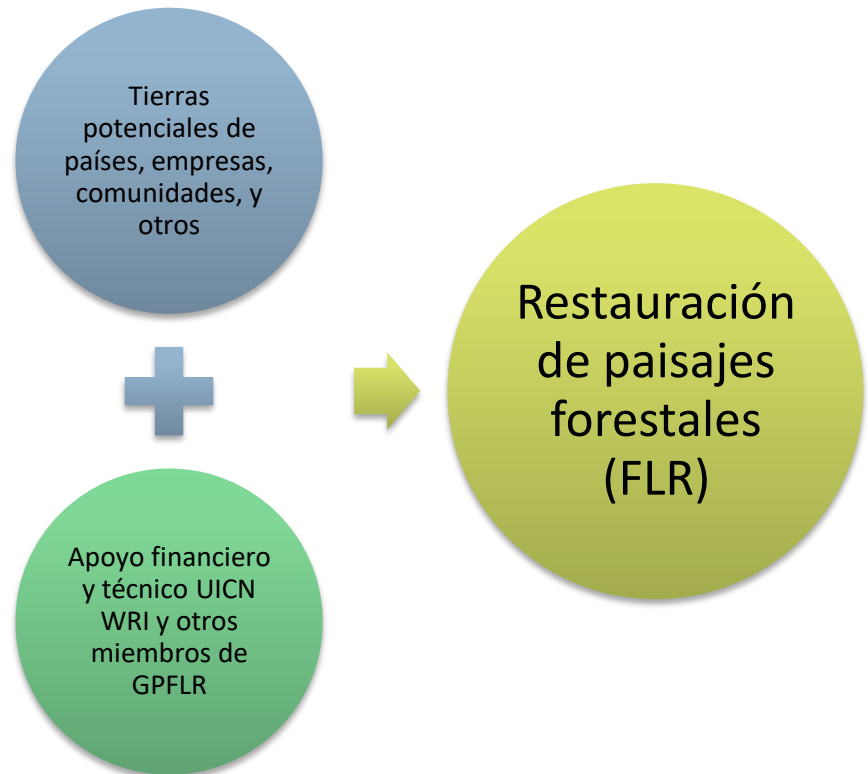 Tierras
potenciales de
países, empresas,
comunidades, y
otros
Apoyo financiero
y técnico UICN
WRI y otros
miembros de
GPFLR
Restauración
de paisajes
forestales
(FLR)